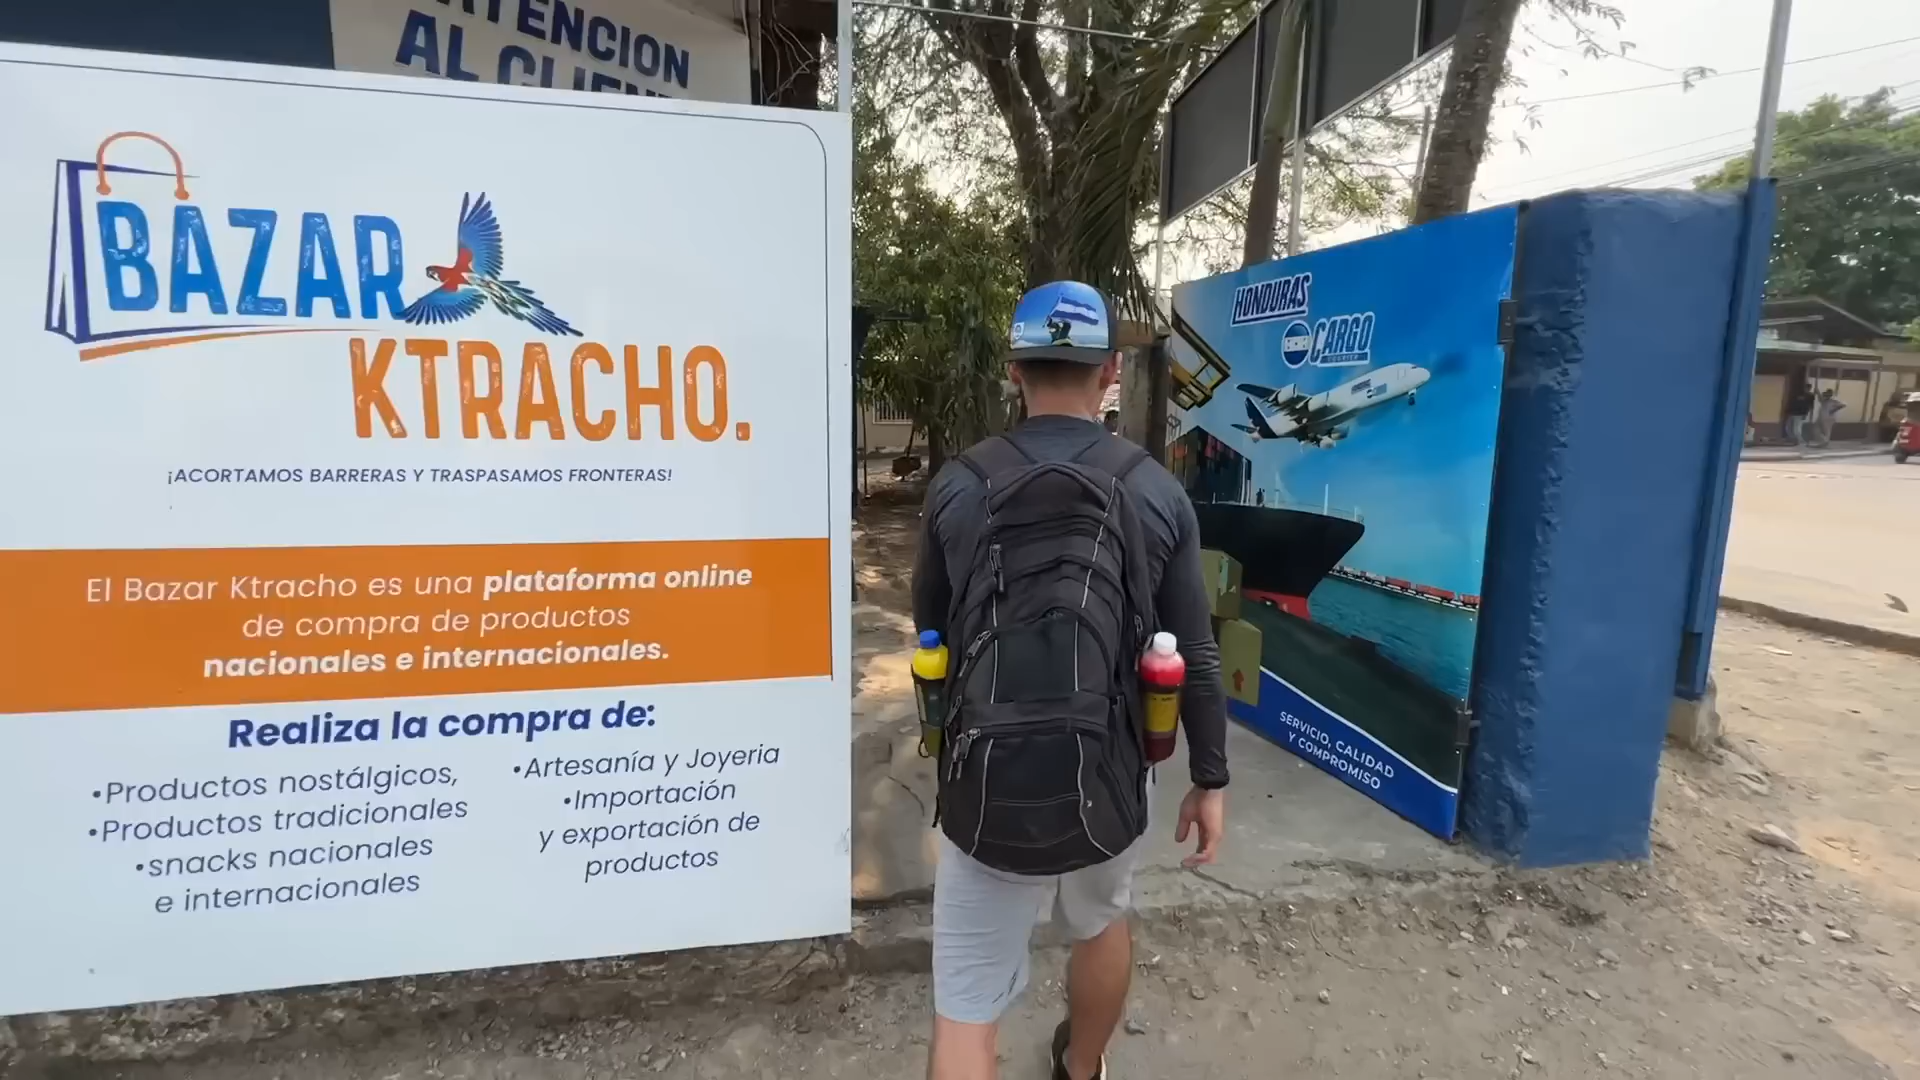 ATENCION
AL CLIENT
BAZAR
KTRACHO.
¡ACORTAMOS BARRERAS Y TRASPASAMOS FRONTERAS!
El Bazar Ktracho es una plataforma online
de compra de productos
nacionales e internacionales.
Realiza la compra de:
•Productos nostálgicos,
•Productos tradicionales
•snacks nacionales
e internacionales
•Artesanía y Joyeria
•Importación
y exportación de
productos
HONDURAS
CARGO
SERVICIO, CALIDAD
Y COMPROMISO